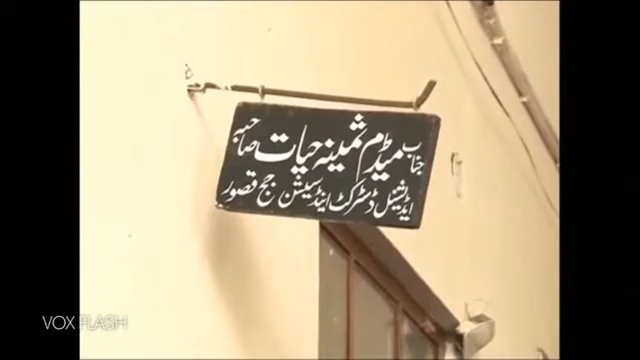 جناب میڈم ثمینہ حیات صاحبہ
ایڈیشنل ڈسٹرکٹ اینڈ سیشن جج قصور
VOX FLASH